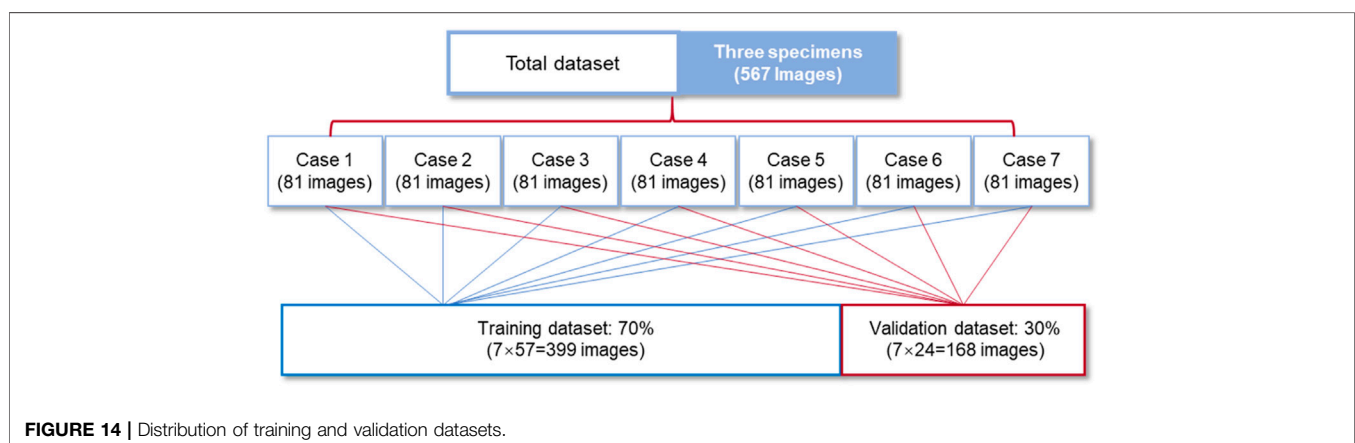 Total dataset
Three specimens
(567 Images)
Case 1
(81 images)
Case 2
(81 images)
Case 3
(81 images)
Case 4
(81 images)
Case 5
(81 images)
Case 6
(81 images)
Case 7
(81 images)
Training dataset: 70%
(7×57=399 images)
Validation dataset: 30%
(7×24=168 images)
FIGURE 14 | Distribution of training and validation datasets.